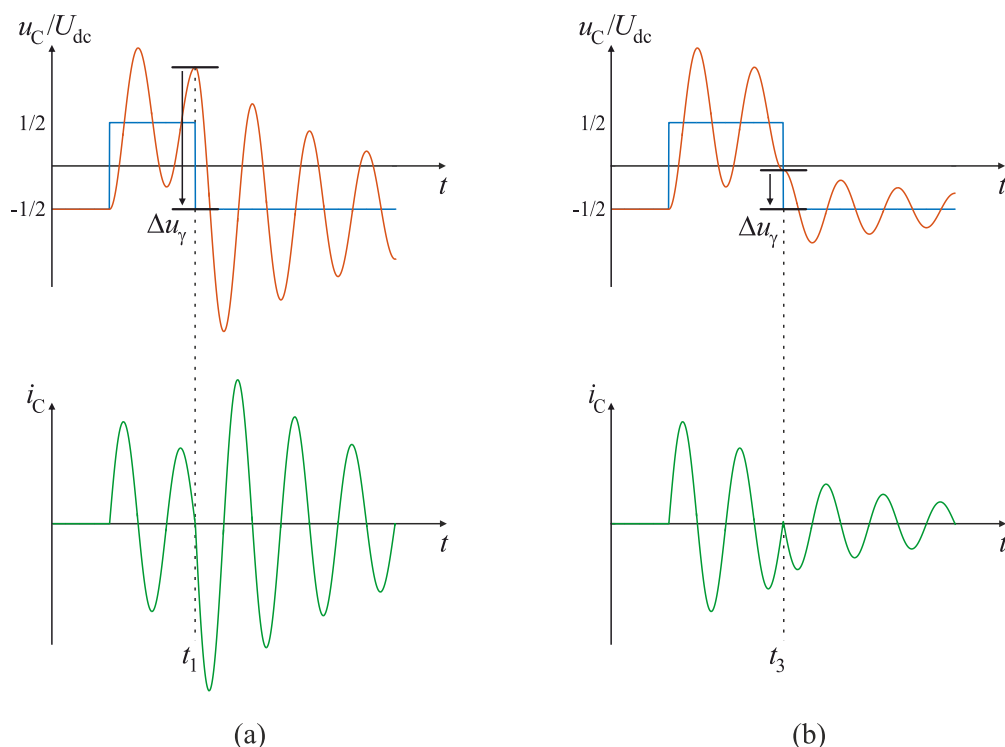 u_C/U_dc
1/2
-1/2
Δu_γ
t
i_C
t
t_1
(a)
u_C/U_dc
1/2
-1/2
Δu_γ
t
i_C
t
t_3
(b)